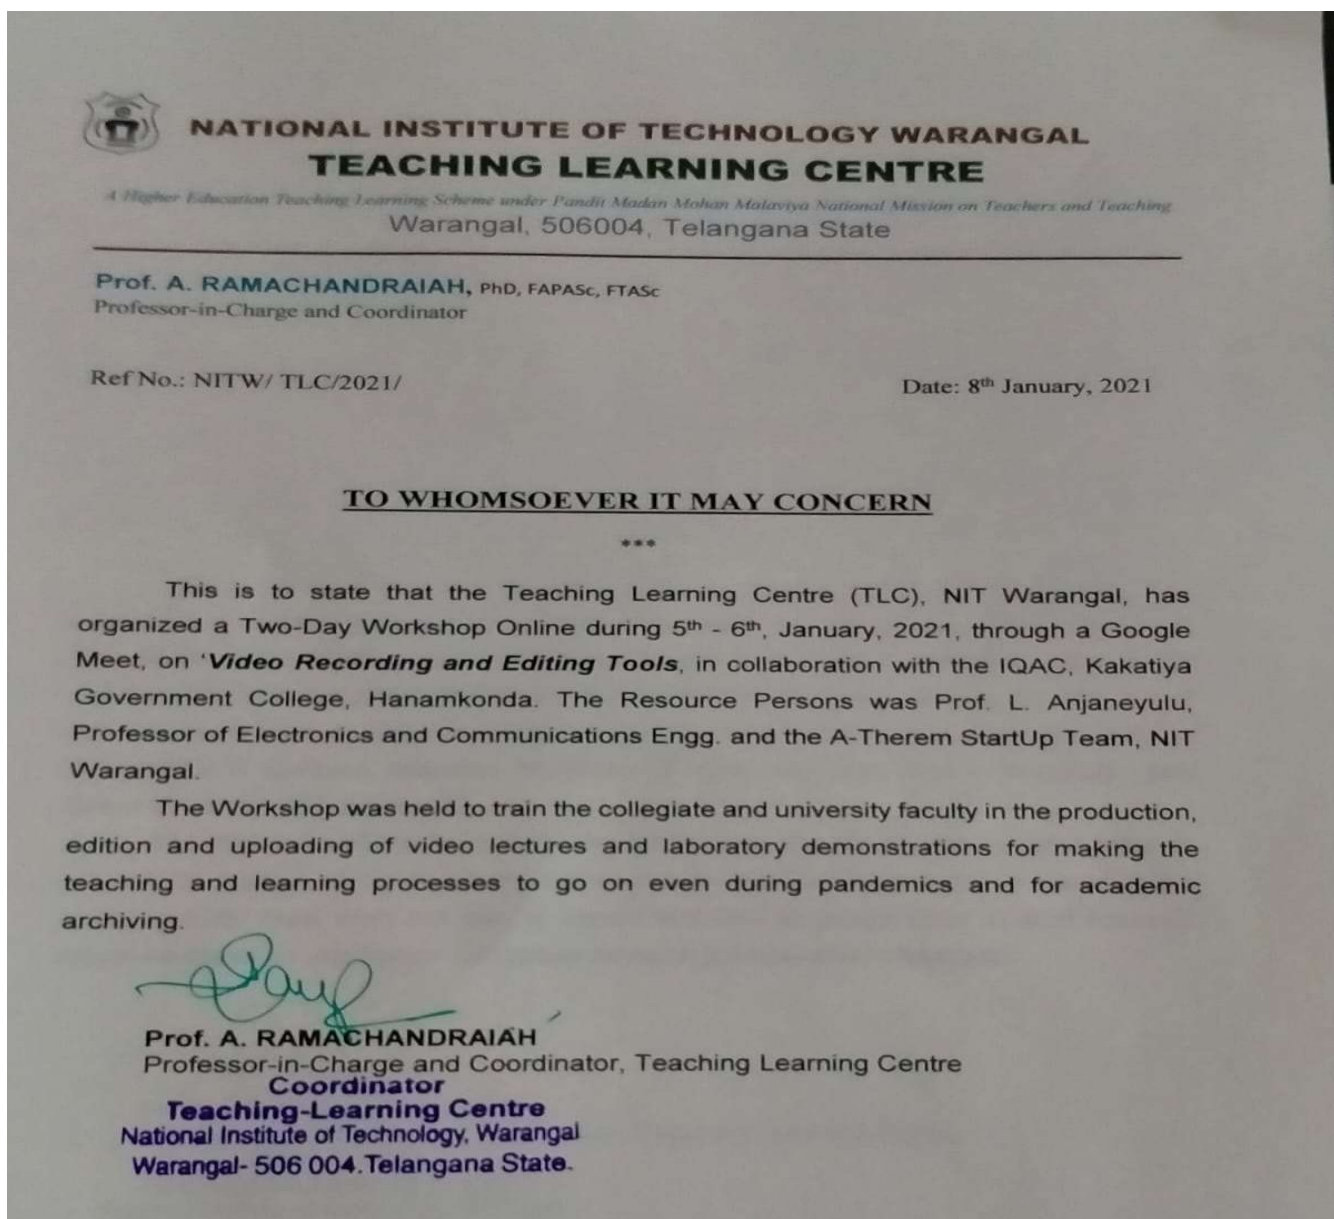 NATIONAL INSTITUTE OF TECHNOLOGY WARANGAL
TEACHING LEARNING CENTRE
A Higher Education Teaching Learning Scheme under Pandit Madan Mohan Malaviya National Mission on Teachers and Teaching
Warangal, 506004, Telangana State
Prof. A. RAMACHANDRAIAH, PhD, FAPASc, FTASc
Professor-in-Charge and Coordinator
Ref No.: NITW/ TLC/2021/ Date: 8th January, 2021
TO WHOMSOEVER IT MAY CONCERN
***
This is to state that the Teaching Learning Centre (TLC), NIT Warangal, has
organized a Two-Day Workshop Online during 5th - 6th, January, 2021, through a Google
Meet, on ‘Video Recording and Editing Tools, in collaboration with the IQAC, Kakatiya
Government College, Hanamkonda. The Resource Persons was Prof. L. Anjaneyulu,
Professor of Electronics and Communications Engg. and the A-Therem StartUp Team, NIT
Warangal.
The Workshop was held to train the collegiate and university faculty in the production,
edition and uploading of video lectures and laboratory demonstrations for making the
teaching and learning processes to go on even during pandemics and for academic
archiving.
Prof. A. RAMACHANDRAIAH
Professor-in-Charge and Coordinator, Teaching Learning Centre
Coordinator
Teaching-Learning Centre
National Institute of Technology, Warangal
Warangal- 506 004.Telangana State.